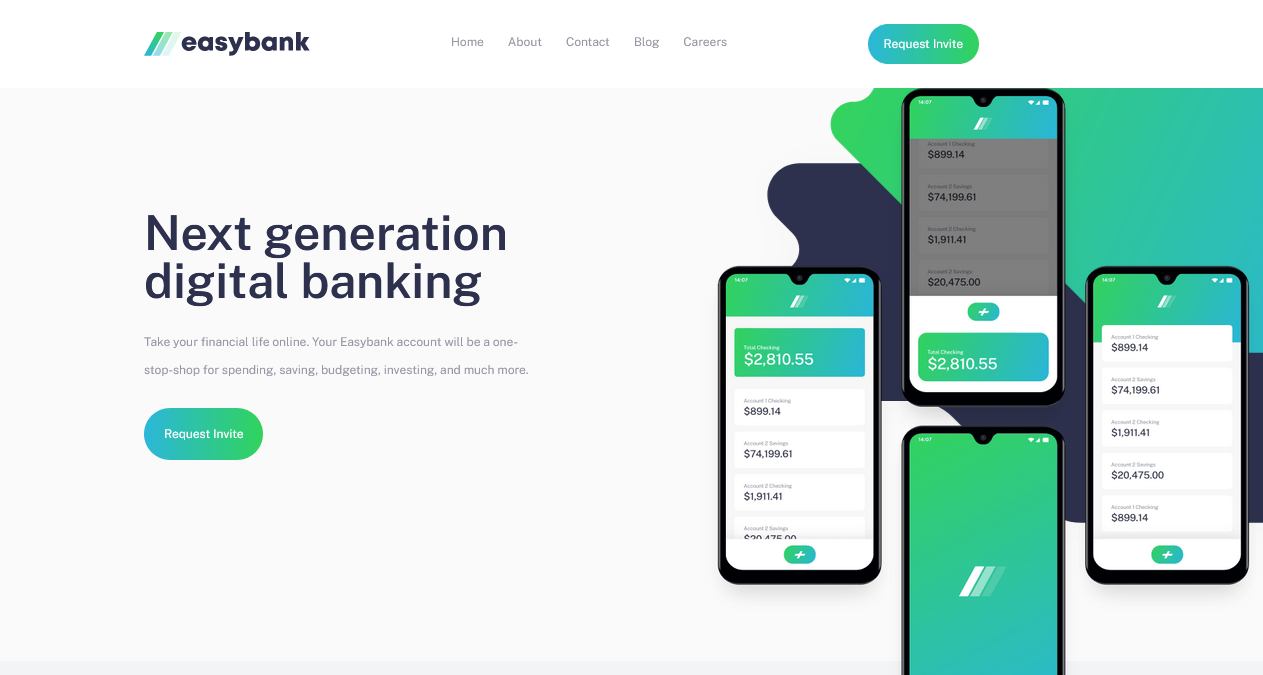 easybank
Home About Contact Blog Careers
Request Invite
Next generation
digital banking
Take your financial life online. Your Easybank account will be a one-
stop-shop for spending, saving, budgeting, investing, and much more.
Request Invite
14:07
Account 1 Checking
$899.14
Account 2 Savings
$74,199.61
Account 2 Checking
$1,911.41
Account 2 Savings
$20,475.00
Total Checking
$2,810.55
14:07
Total Checking
$2,810.55
Account 1 Checking
$899.14
Account 2 Savings
$74,199.61
Account 2 Checking
$1,911.41
Account 2 Savings
$20,475.00
14:07
Account 1 Checking
$899.14
Account 2 Savings
$74,199.61
Account 2 Checking
$1,911.41
Account 2 Savings
$20,475.00
Account 1 Checking
$899.14
14:07